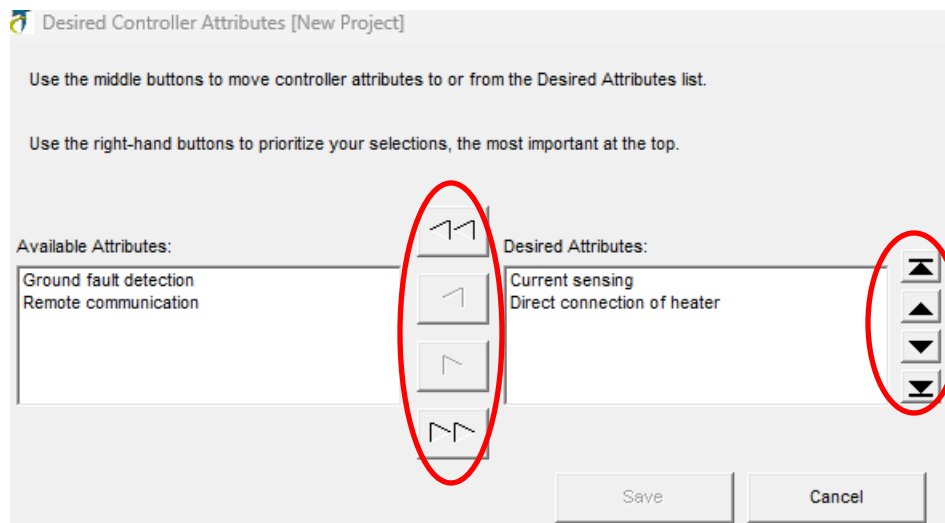 Desired Controller Attributes [New Project]
Use the middle buttons to move controller attributes to or from the Desired Attributes list.
Use the right-hand buttons to prioritize your selections, the most important at the top.
Available Attributes:
Ground fault detection
Remote communication
Desired Attributes:
Current sensing
Direct connection of heater
Save
Cancel